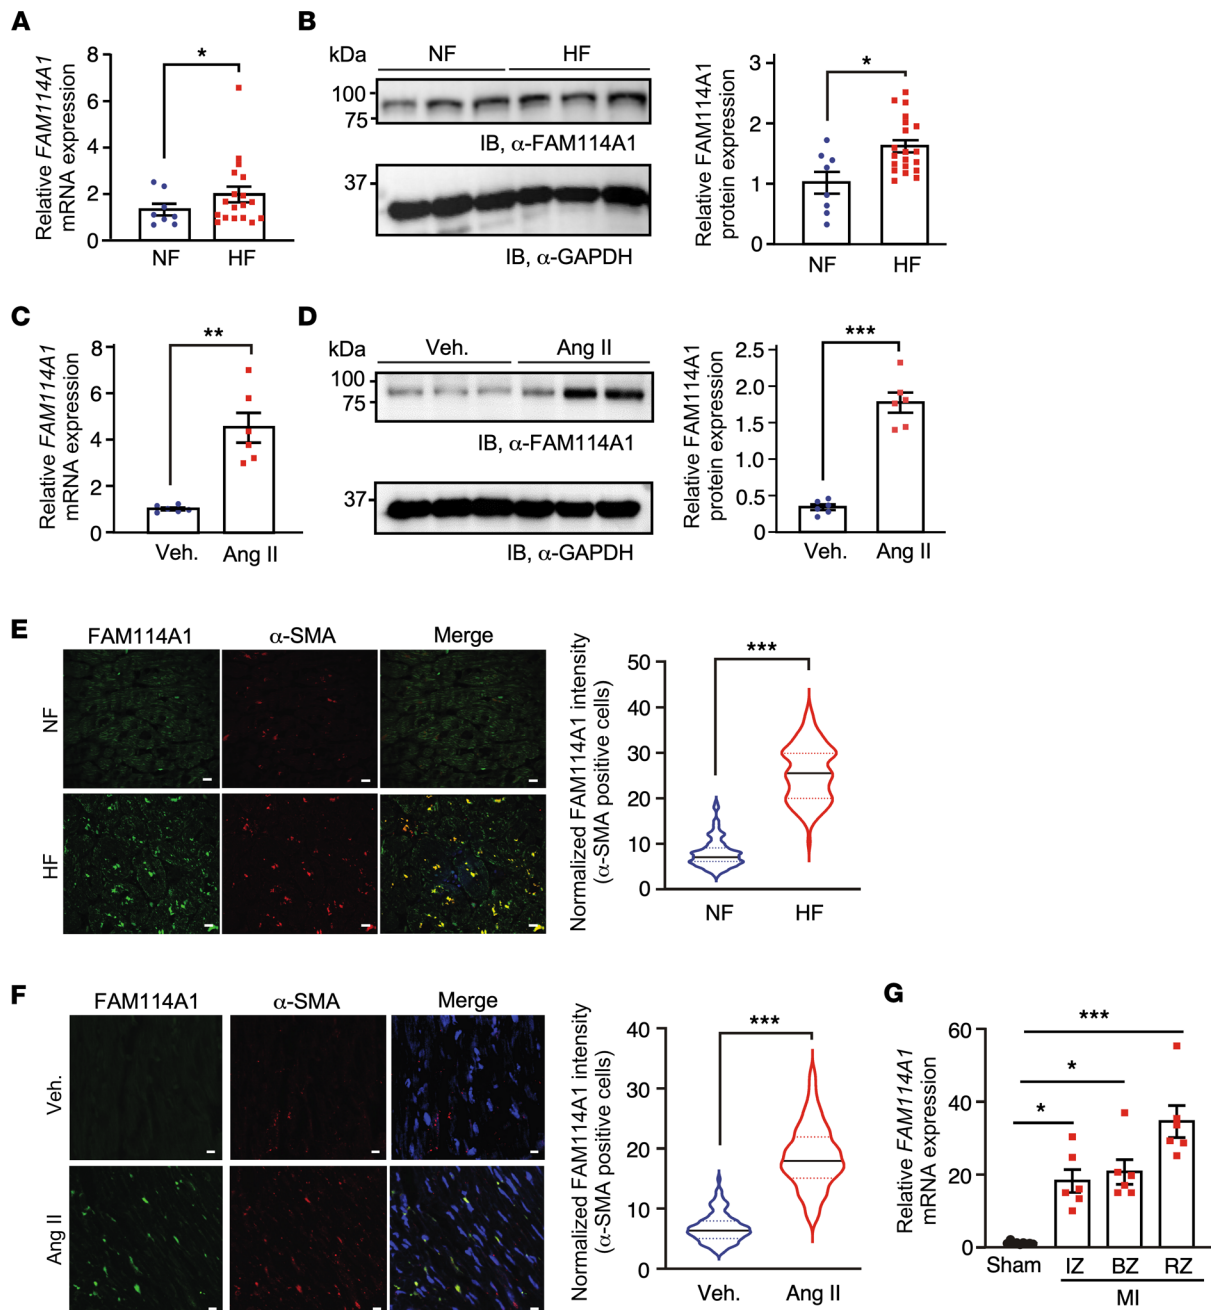 A
Relative FAM114A1
mRNA expression
8
6
4
2
0
*
NF
HF
B
kDa
NF
HF
100
75
IB, α-FAM114A1
37
IB, α-GAPDH
Relative FAM114A1
protein expression
3
2
1
0
*
NF
HF
C
Relative FAM114A1
mRNA expression
8
6
4
2
0
**
Veh.
Ang II
D
kDa
Veh.
Ang II
100
75
IB, α-FAM114A1
37
IB, α-GAPDH
Relative FAM114A1
protein expression
2.5
2.0
1.5
1.0
0.5
0
***
Veh.
Ang II
E
FAM114A1
α-SMA
Merge
NF
HF
Normalized FAM114A1 intensity
(α-SMA positive cells)
50
40
30
20
10
0
***
NF
HF
F
FAM114A1
α-SMA
Merge
Veh.
Ang II
Normalized FAM114A1 intensity
(α-SMA positive cells)
40
30
20
10
0
***
Veh.
Ang II
G
Relative FAM114A1
mRNA expression
60
40
20
0
***
*
*
Sham
IZ
BZ
RZ
MI